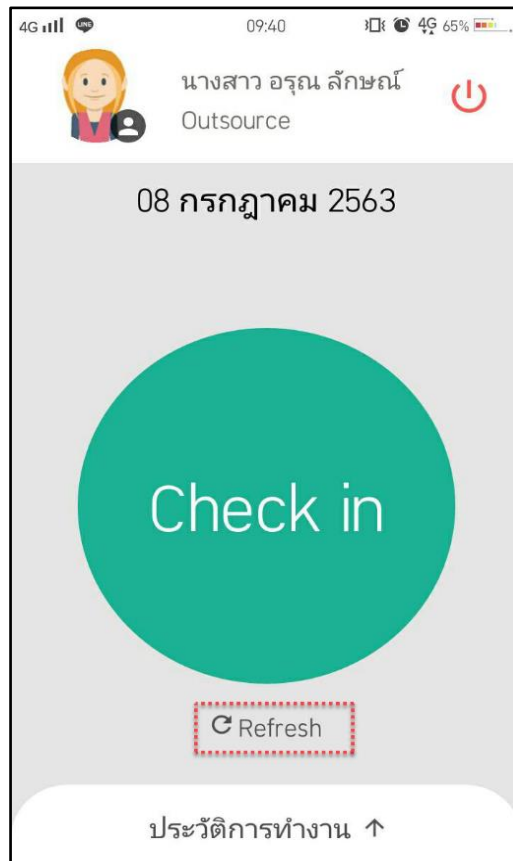 4G LINE 09:40 4G 65%
นางสาว อรุณ ลักษณ์
Outsource
08 กรกฎาคม 2563
Check in
Refresh
ประวัติการทำงาน ↑